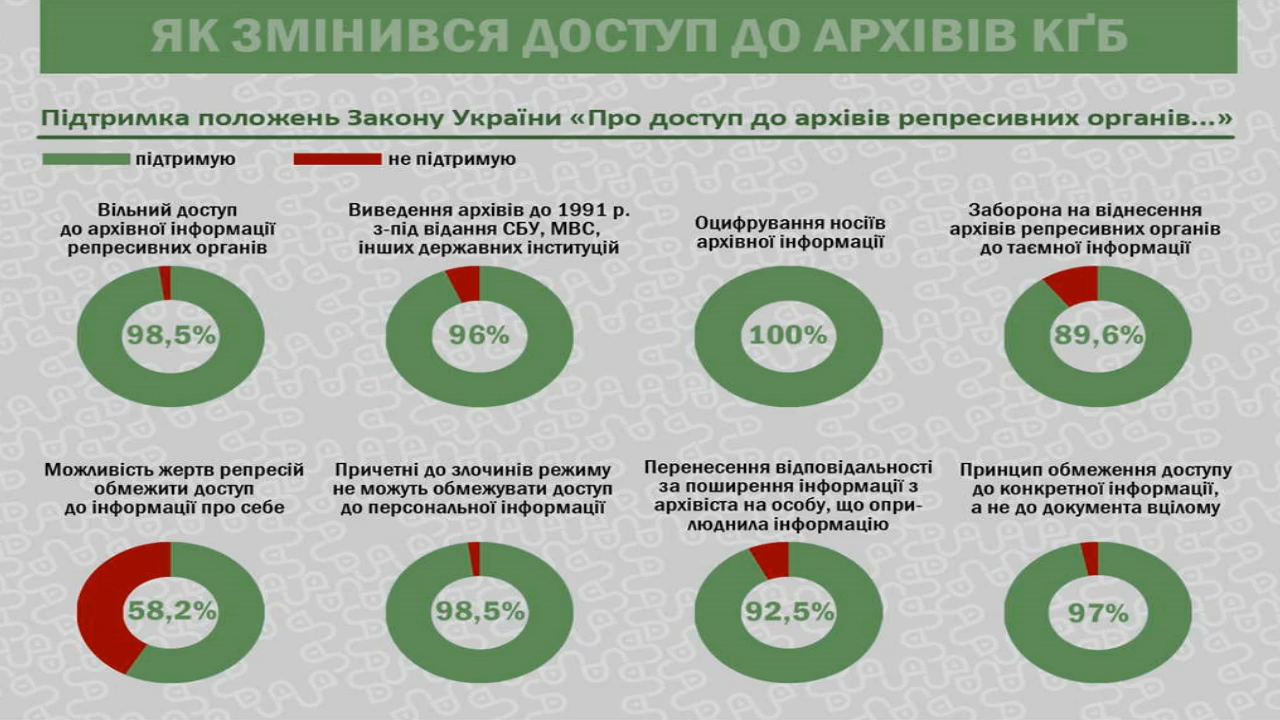 ЯК ЗМІНИВСЯ ДОСТУП ДО АРХІВІВ КҐБ
Підтримка положень Закону України «Про доступ до архівів репресивних органів...»
підтримую
не підтримую
Вільний доступ
до архівної інформації
репресивних органів
98,5%
Виведення архівів до 1991 р.
з-під відання СБУ, МВС,
інших державних інституцій
96%
Оцифрування носіїв
архівної інформації
100%
Заборона на віднесення
архівів репресивних органів
до таємної інформації
89,6%
Можливість жертв репресій
обмежити доступ
до інформації про себе
58,2%
Причетні до злочинів режиму
не можуть обмежувати доступ
до персональної інформації
98,5%
Перенесення відповідальності
за поширення інформації з
архівіста на особу, що опри-
люднила інформацію
92,5%
Принцип обмеження доступу
до конкретної інформації,
а не до документа вцілому
97%